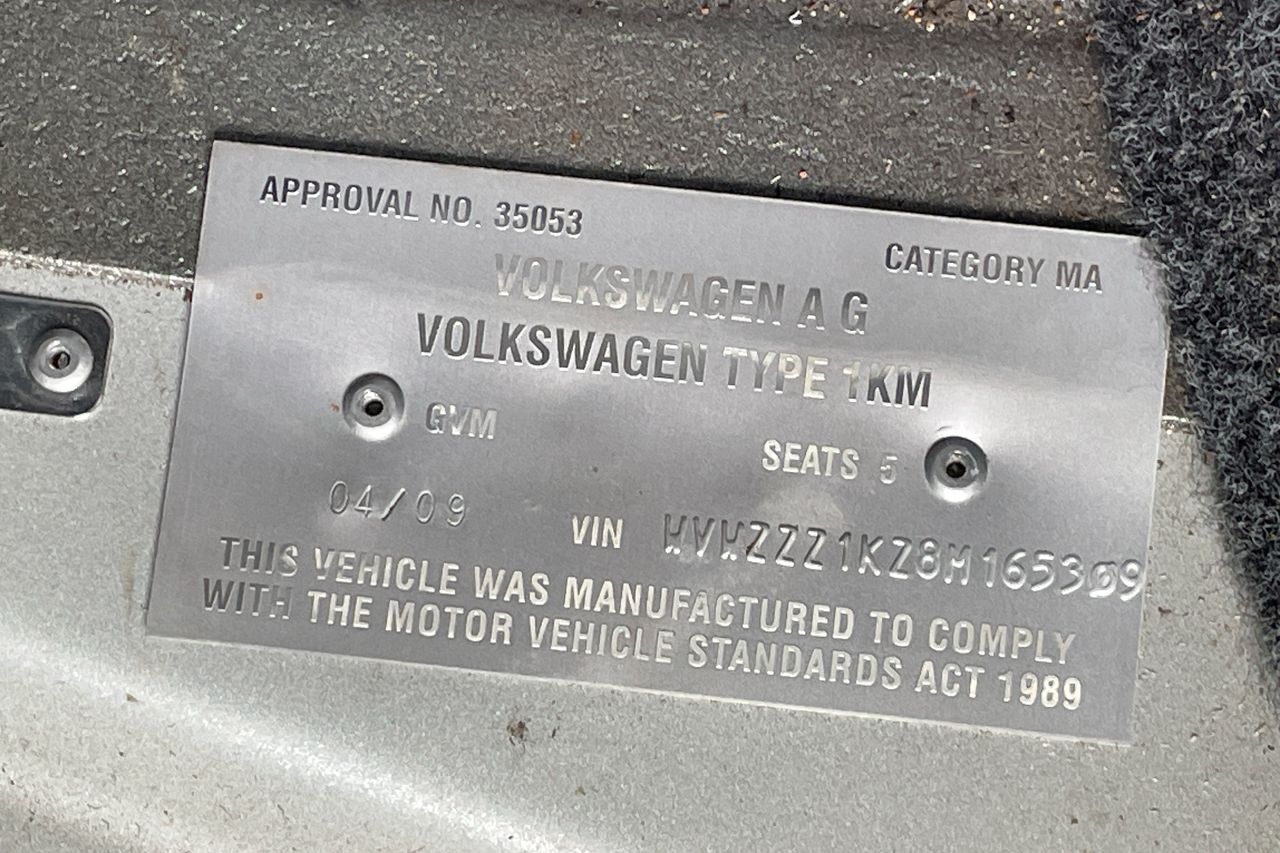 APPROVAL NO. 35053
CATEGORY MA
VOLKSWAGEN A G
VOLKSWAGEN TYPE 1KM
GVM
SEATS 5
04/09
VIN WVWZZZ1KZ8M165309
THIS VEHICLE WAS MANUFACTURED TO COMPLY
WITH THE MOTOR VEHICLE STANDARDS ACT 1989